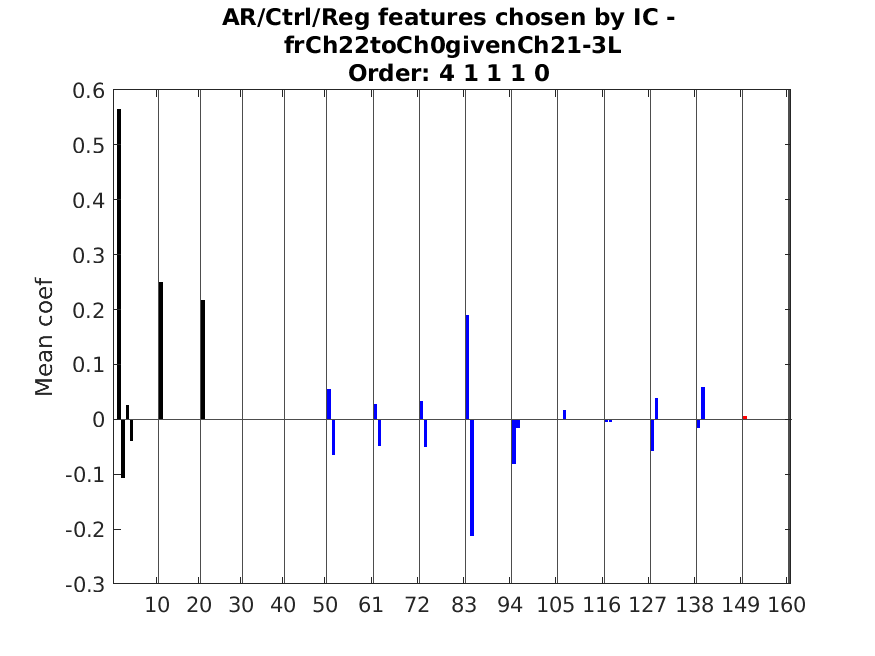 AR/Ctrl/Reg features chosen by IC -
frCh22toCh0givenCh21-3L
Order: 4 1 1 1 0
0.6
0.5
0.4
0.3
0.2
0.1
0
-0.1
-0.2
-0.3
Mean coef
10 20 30 40 50 61 72 83 94 105 116 127 138 149 160